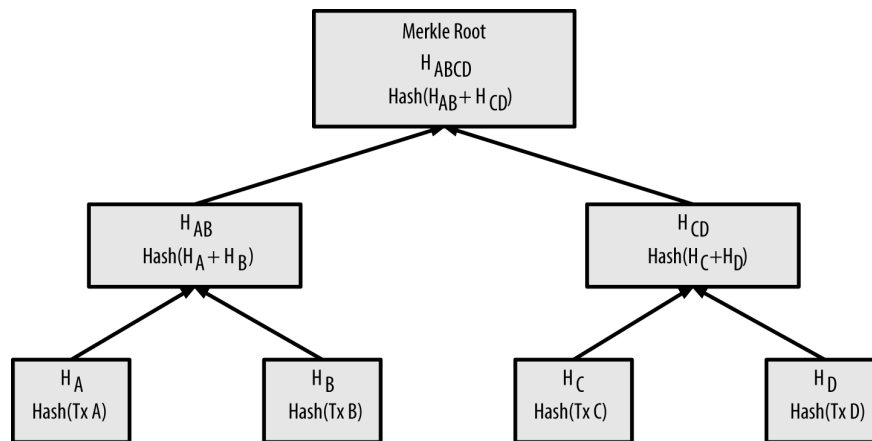 Merkle Root
H ABCD
Hash(H AB + H CD)
H AB
Hash(H A + H B)
H CD
Hash(H C+H D)
H A
Hash(Tx A)
H B
Hash(Tx B)
H C
Hash(Tx C)
H D
Hash(Tx D)